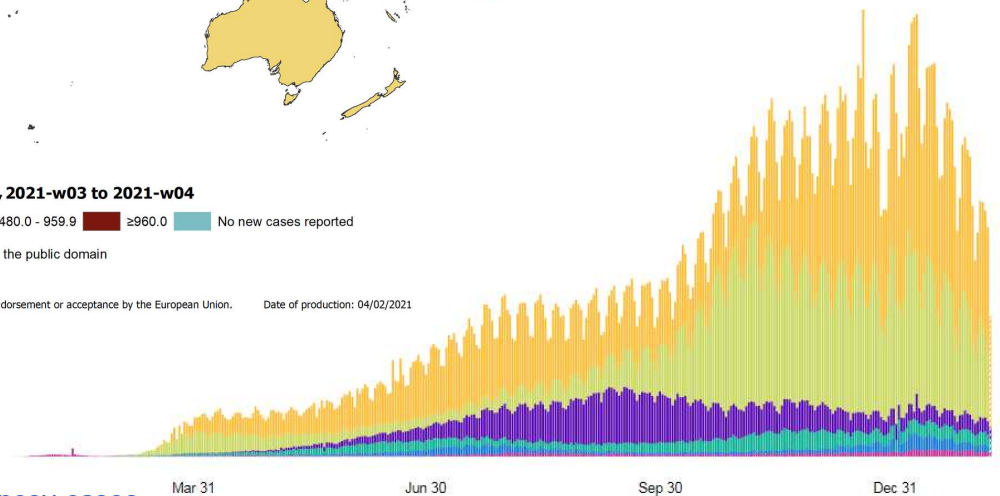 , 2021-w03 to 2021-w04
480.0 - 959.9 ≥960.0 No new cases reported
the public domain
dorsement or acceptance by the European Union. Date of production: 04/02/2021
Mar 31 Jun 30 Sep 30 Dec 31